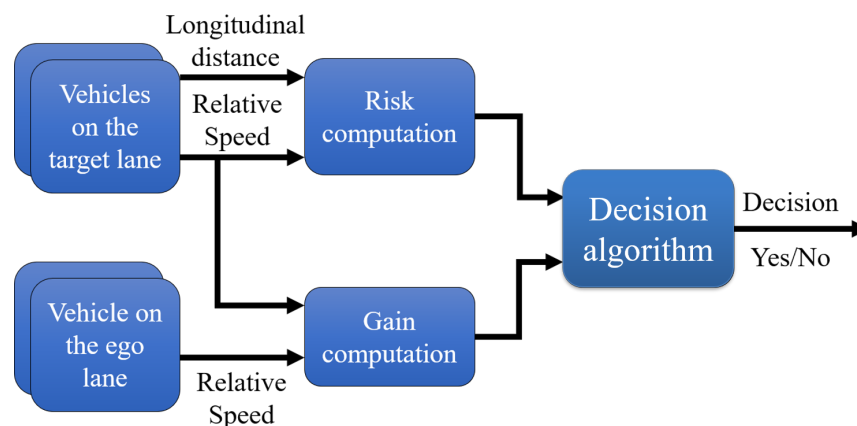 Longitudinal
distance
Vehicles
on the
target lane
Relative
Speed
Risk
computation
Decision
algorithm
Decision
Yes/No
Vehicle on
the ego
lane
Relative
Speed
Gain
computation